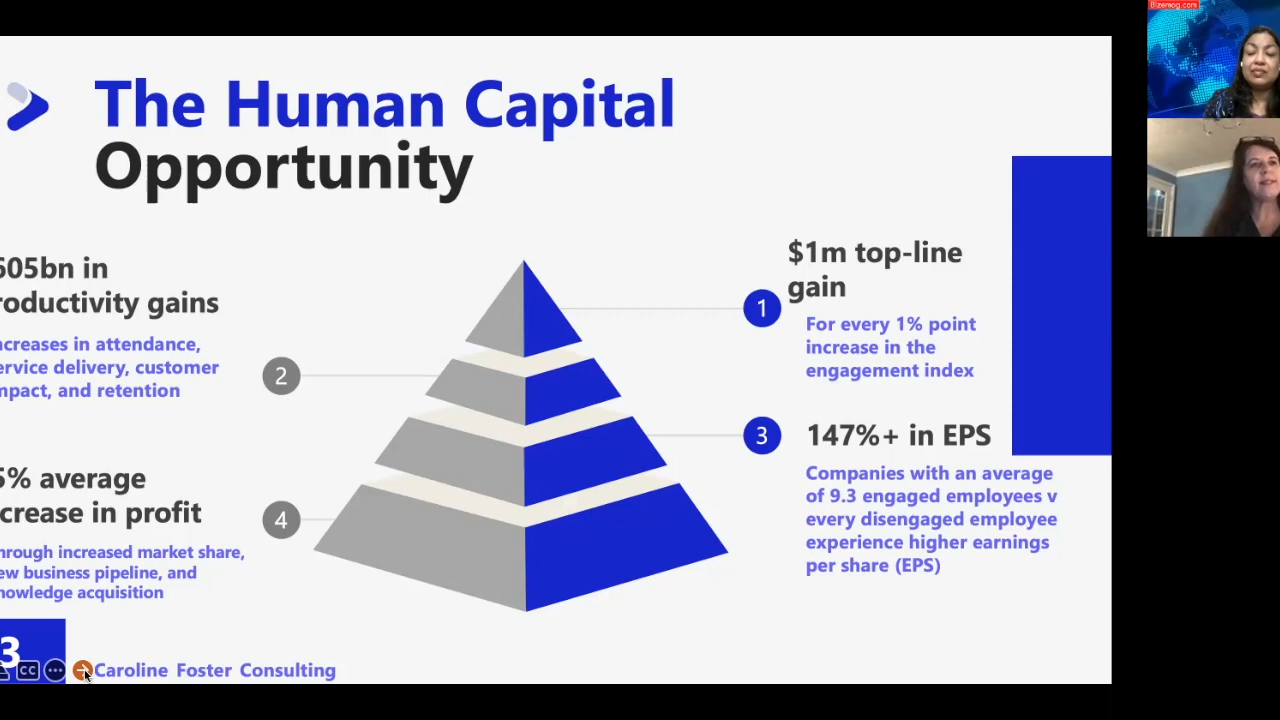 Bizemag.com
The Human Capital
Opportunity
605bn in
roductivity gains
ncreases in attendance,
ervice delivery, customer
mpact, and retention
2
$1m top-line
gain
1
For every 1% point
increase in the
engagement index
3
147%+ in EPS
Companies with an average
of 9.3 engaged employees v
every disengaged employee
experience higher earnings
per share (EPS)
5% average
crease in profit
4
hrough increased market share,
ew business pipeline, and
nowledge acquisition
3
CC
Caroline Foster Consulting